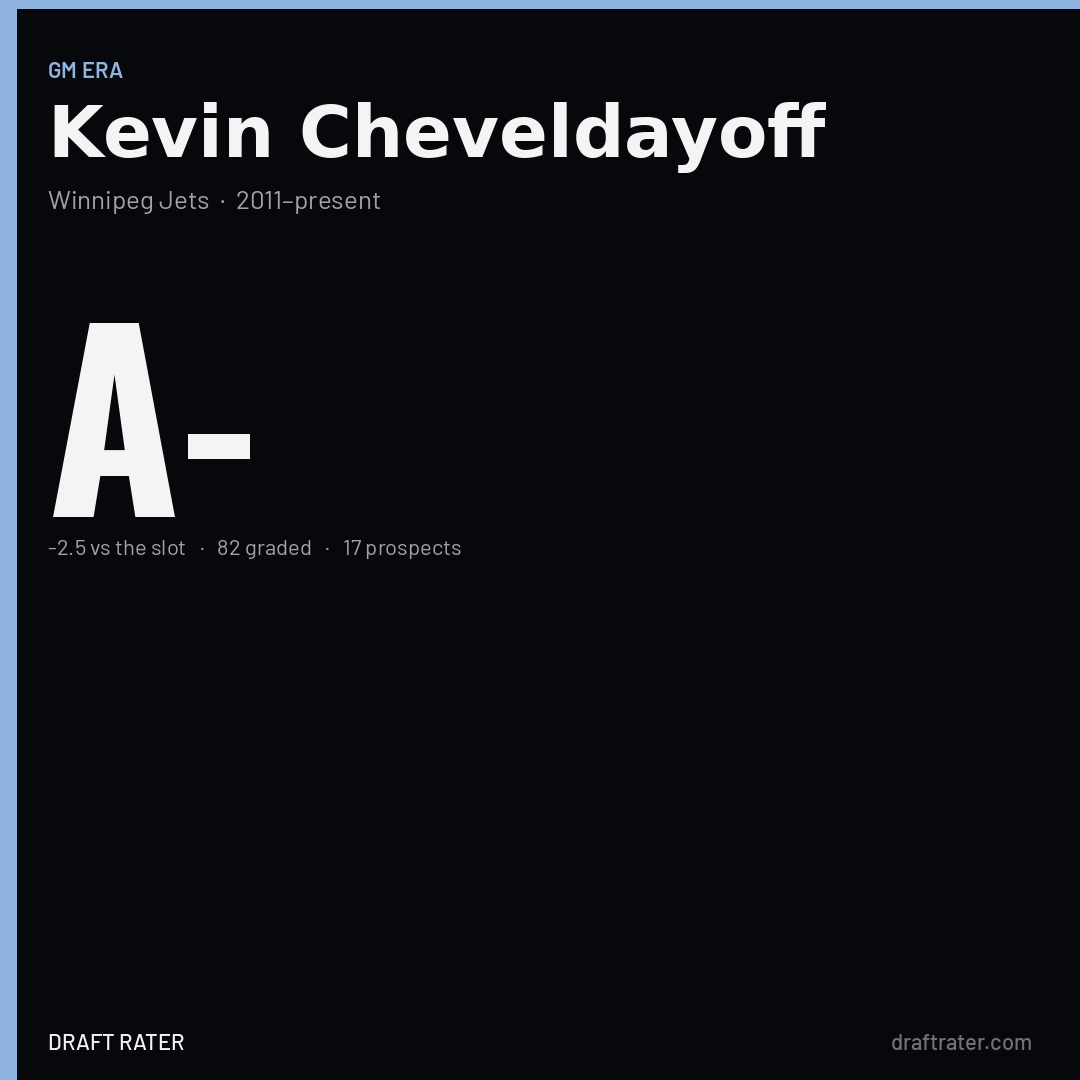 GM ERA
Kevin Cheveldayoff
Winnipeg Jets · 2011–present
A-
-2.5 vs the slot · 82 graded · 17 prospects
DRAFT RATER
draftrater.com